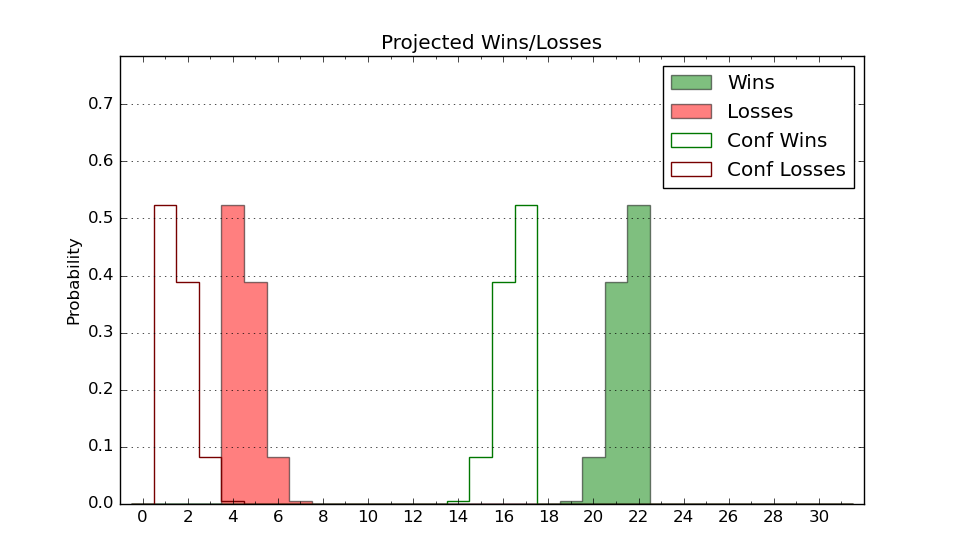 Projected Wins/Losses
Wins
Losses
Conf Wins
Conf Losses
Probability
0.7
0.6
0.5
0.4
0.3
0.2
0.1
0.0
0 2 4 6 8 10 12 14 16 18 20 22 24 26 28 30